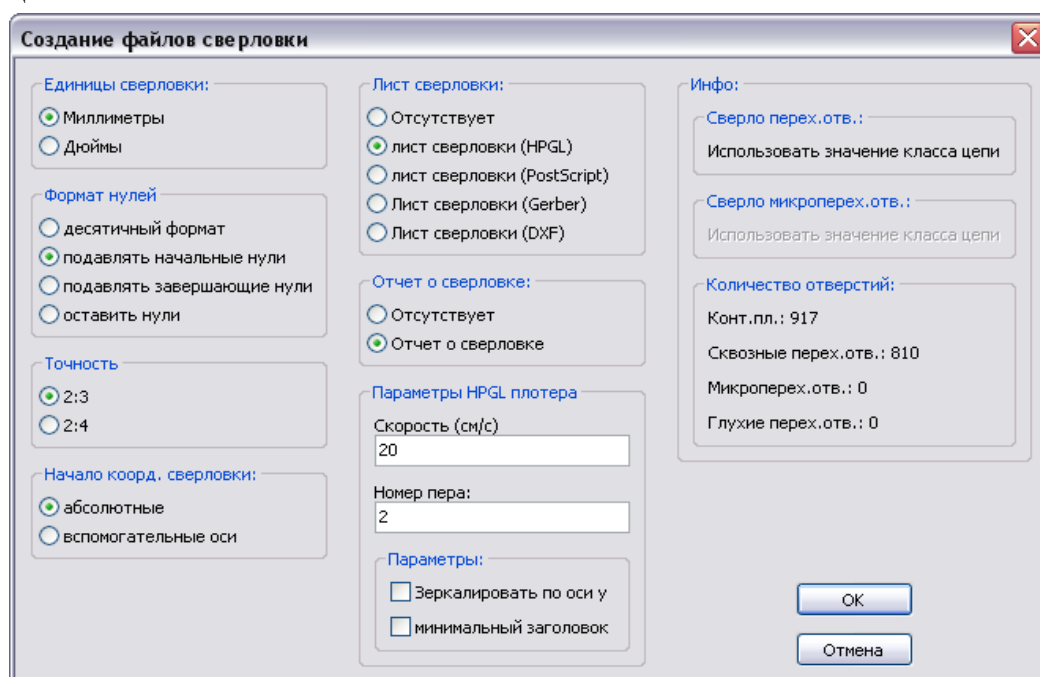 Создание файлов сверловки
Единицы сверловки:
Миллиметры
Дюймы
Формат нулей
десятичный формат
подавлять начальные нули
подавлять завершающие нули
оставить нули
Точность
2:3
2:4
Начало коорд. сверловки:
абсолютные
вспомогательные оси
Лист сверловки:
Отсутствует
лист сверловки (HPGL)
лист сверловки (PostScript)
Лист сверловки (Gerber)
Лист сверловки (DXF)
Отчет о сверловке:
Отсутствует
Отчет о сверловке
Параметры HPGL плотера
Скорость (см/с)
20
Номер пера:
2
Параметры:
Зеркалировать по оси y
минимальный заголовок
Инфо:
Сверло перех.отв.:
Использовать значение класса цепи
Сверло микроперех.отв.:
Использовать значение класса цепи
Количество отверстий:
Конт.пл.: 917
Сквозные перех.отв.: 810
Микроперех.отв.: 0
Глухие перех.отв.: 0
OK
Отмена